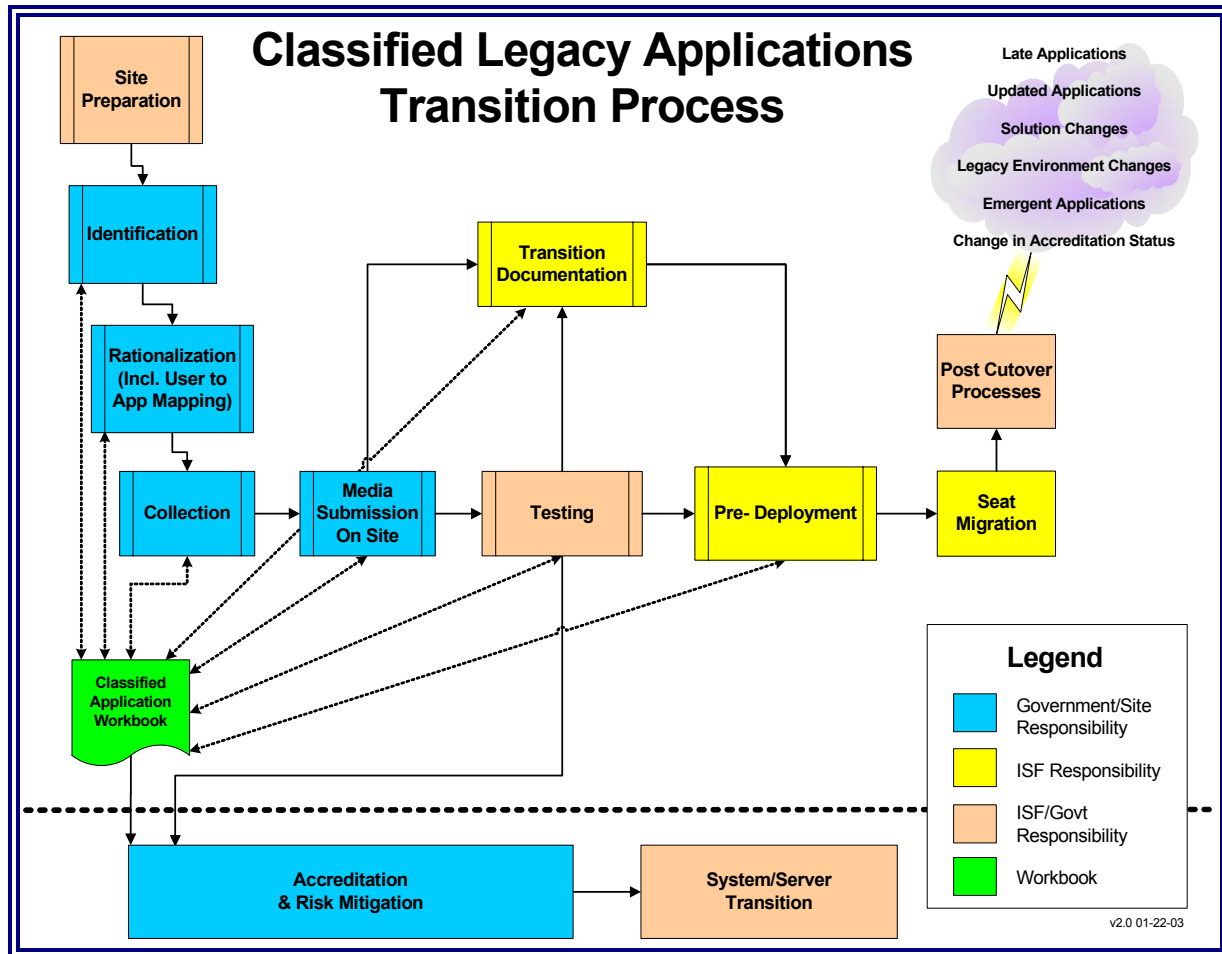 Classified Legacy Applications
Transition Process
Site
Preparation
Late Applications
Updated Applications
Solution Changes
Legacy Environment Changes
Emergent Applications
Change in Accreditation Status
Identification
Transition
Documentation
Rationalization
(Incl. User to
App Mapping)
Post Cutover
Processes
Collection
Media
Submission
On Site
Testing
Pre- Deployment
Seat
Migration
Classified
Application
Workbook
Legend
Government/Site
Responsibility
ISF Responsibility
ISF/Govt
Responsibility
Workbook
Accreditation
& Risk Mitigation
System/Server
Transition
v2.0 01-22-03